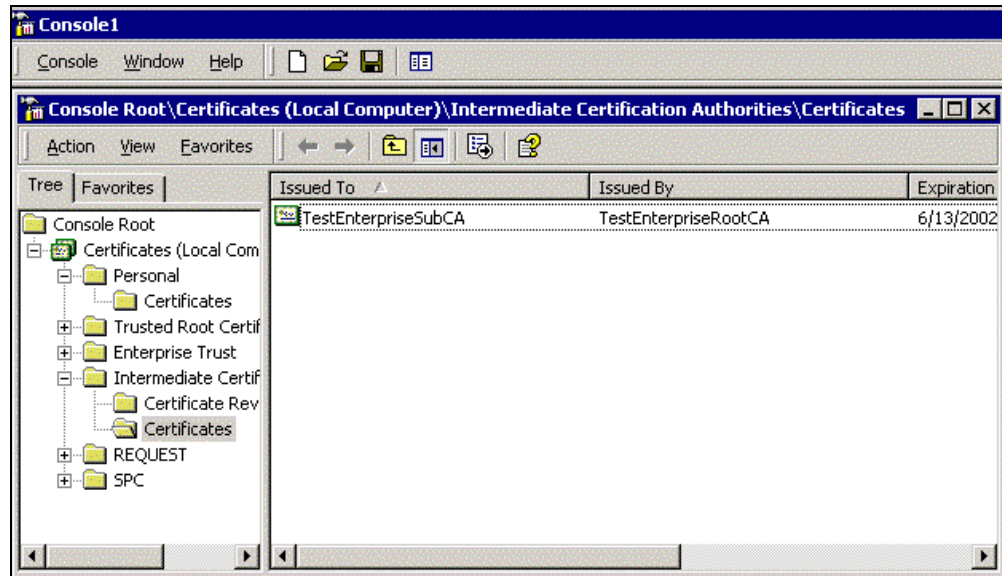 Console1
Console Window Help
Console Root\Certificates (Local Computer)\Intermediate Certification Authorities\Certificates
Action View Favorites
Tree Favorites
Issued To Issued By Expiration
Console Root
Certificates (Local Com
Personal
Certificates
Trusted Root Certif
Enterprise Trust
Intermediate Certif
Certificate Rev
Certificates
REQUEST
SPC
TestEnterpriseSubCA TestEnterpriseRootCA 6/13/2002